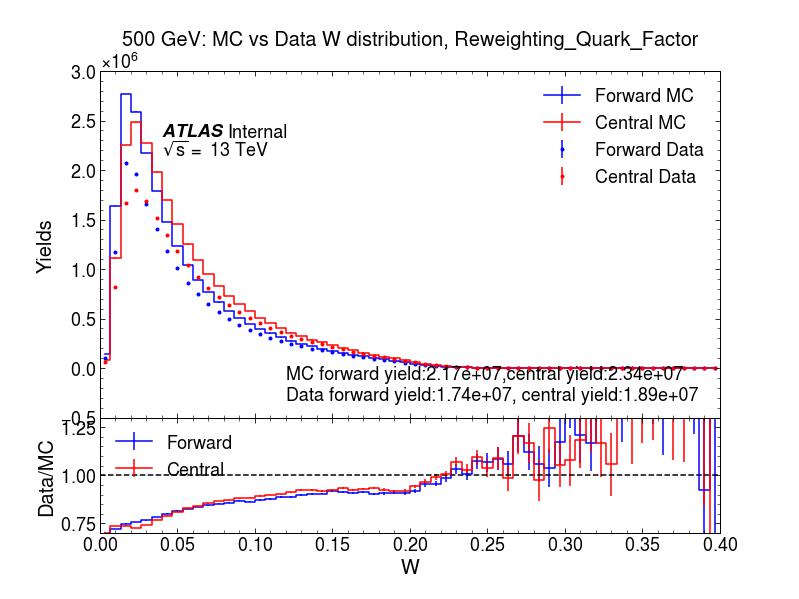 500 GeV: MC vs Data W distribution, Reweighting_Quark_Factor
×10⁶
3.0
2.5
2.0
1.5
1.0
0.5
0.0
0.5
Yields
ATLAS Internal
√s = 13 TeV
Forward MC
Central MC
Forward Data
Central Data
MC forward yield:2.17e+07,central yield:2.34e+07
Data forward yield:1.74e+07, central yield:1.89e+07
1.25
1.00
0.75
Data/MC
Forward
Central
0.00 0.05 0.10 0.15 0.20 0.25 0.30 0.35 0.40
W